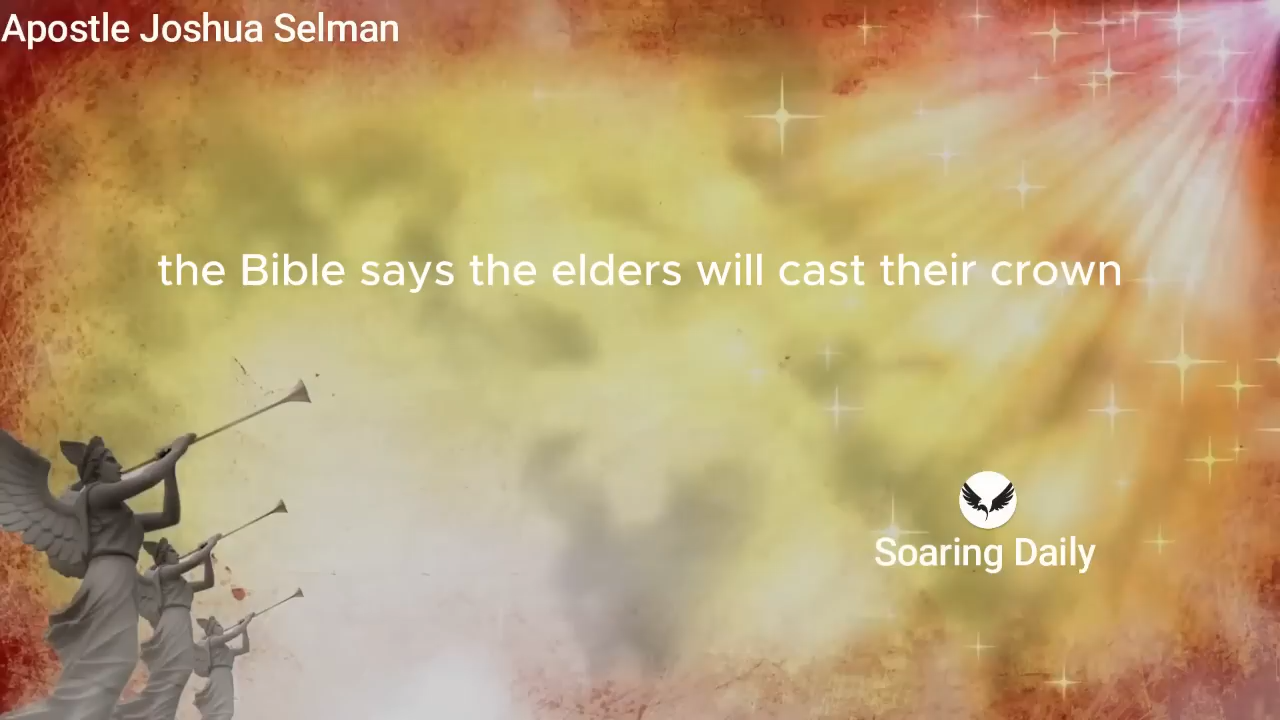 Apostle Joshua Selman
the Bible says the elders will cast their crown
Soaring Daily